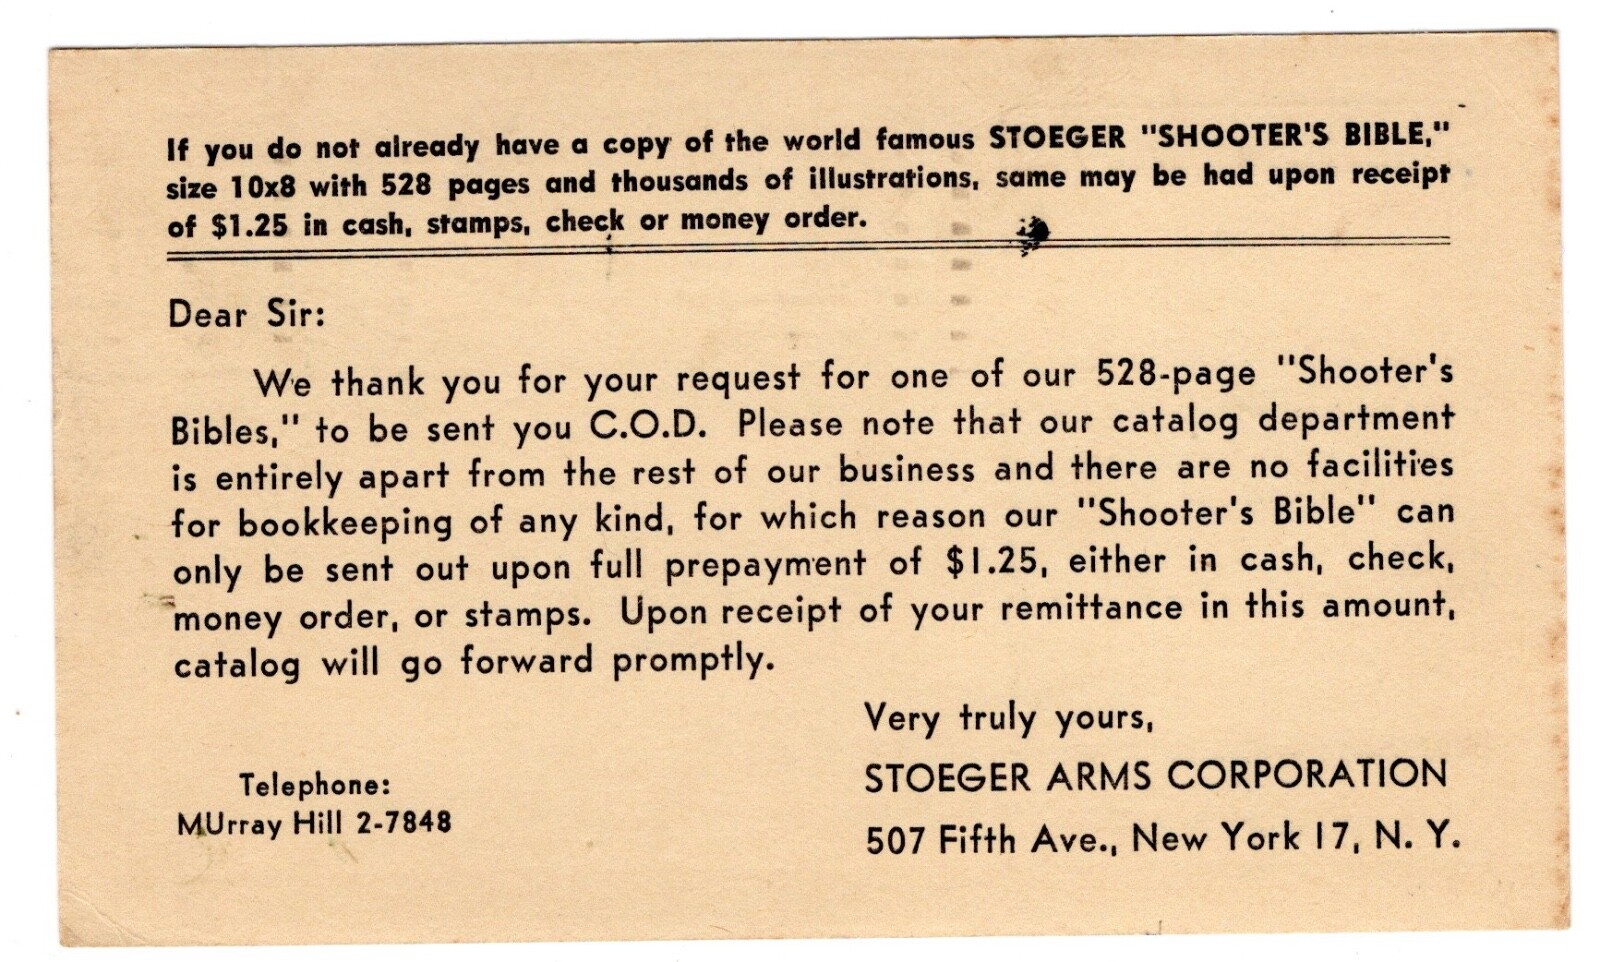 If you do not already have a copy of the world famous STOEGER "SHOOTER'S BIBLE,"
size 10x8 with 528 pages and thousands of illustrations, same may be had upon receipt
of $1.25 in cash, stamps, check or money order.
Dear Sir:
We thank you for your request for one of our 528-page "Shooter's
Bibles," to be sent you C.O.D. Please note that our catalog department
is entirely apart from the rest of our business and there are no facilities
for bookkeeping of any kind, for which reason our "Shooter's Bible" can
only be sent out upon full prepayment of $1.25, either in cash, check,
money order, or stamps. Upon receipt of your remittance in this amount,
catalog will go forward promptly.
Very truly yours,
STOEGER ARMS CORPORATION
507 Fifth Ave., New York 17, N. Y.
Telephone:
MUrray Hill 2-7848